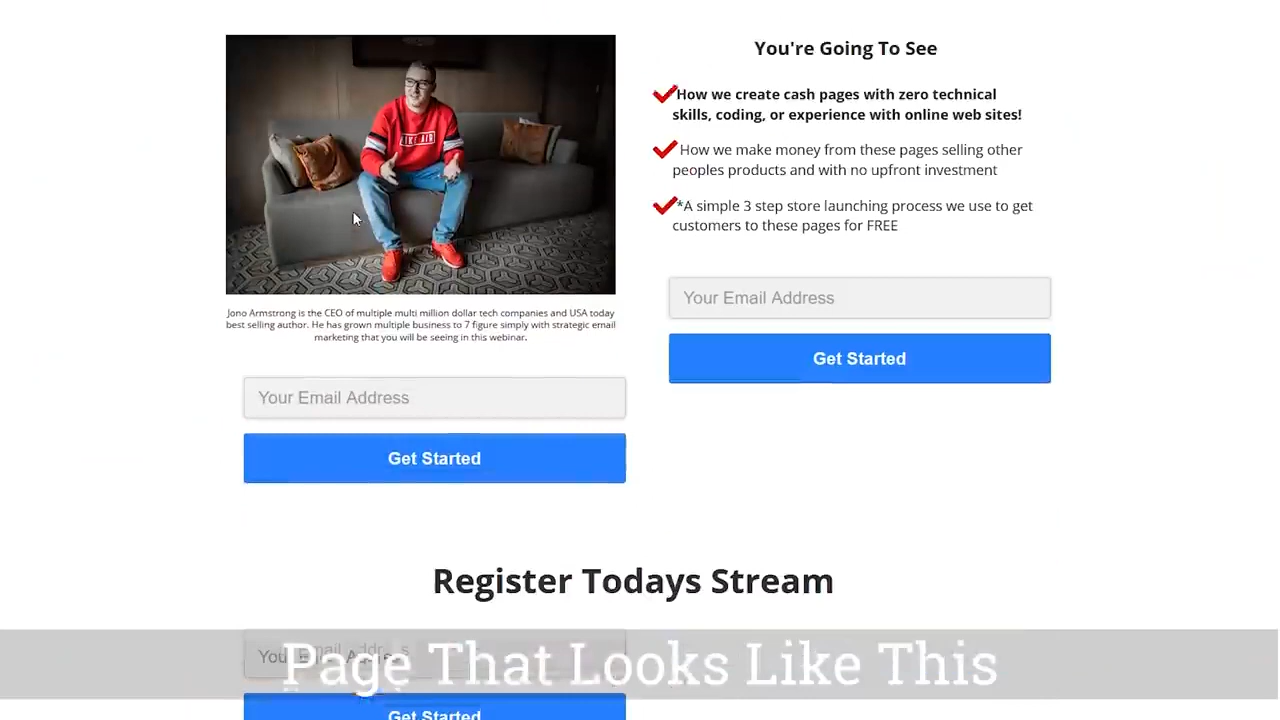 You're Going To See
How we create cash pages with zero technical
skills, coding, or experience with online web sites!
How we make money from these pages selling other
peoples products and with no upfront investment
*A simple 3 step store launching process we use to get
customers to these pages for FREE
Your Email Address
Get Started
Jono Armstrong is the CEO of multiple multi million dollar tech companies and USA today
best selling author. He has grown multiple business to 7 figure simply with strategic email
marketing that you will be seeing in this webinar.
Your Email Address
Get Started
Register Todays Stream
Page That Looks Like This
Get Started